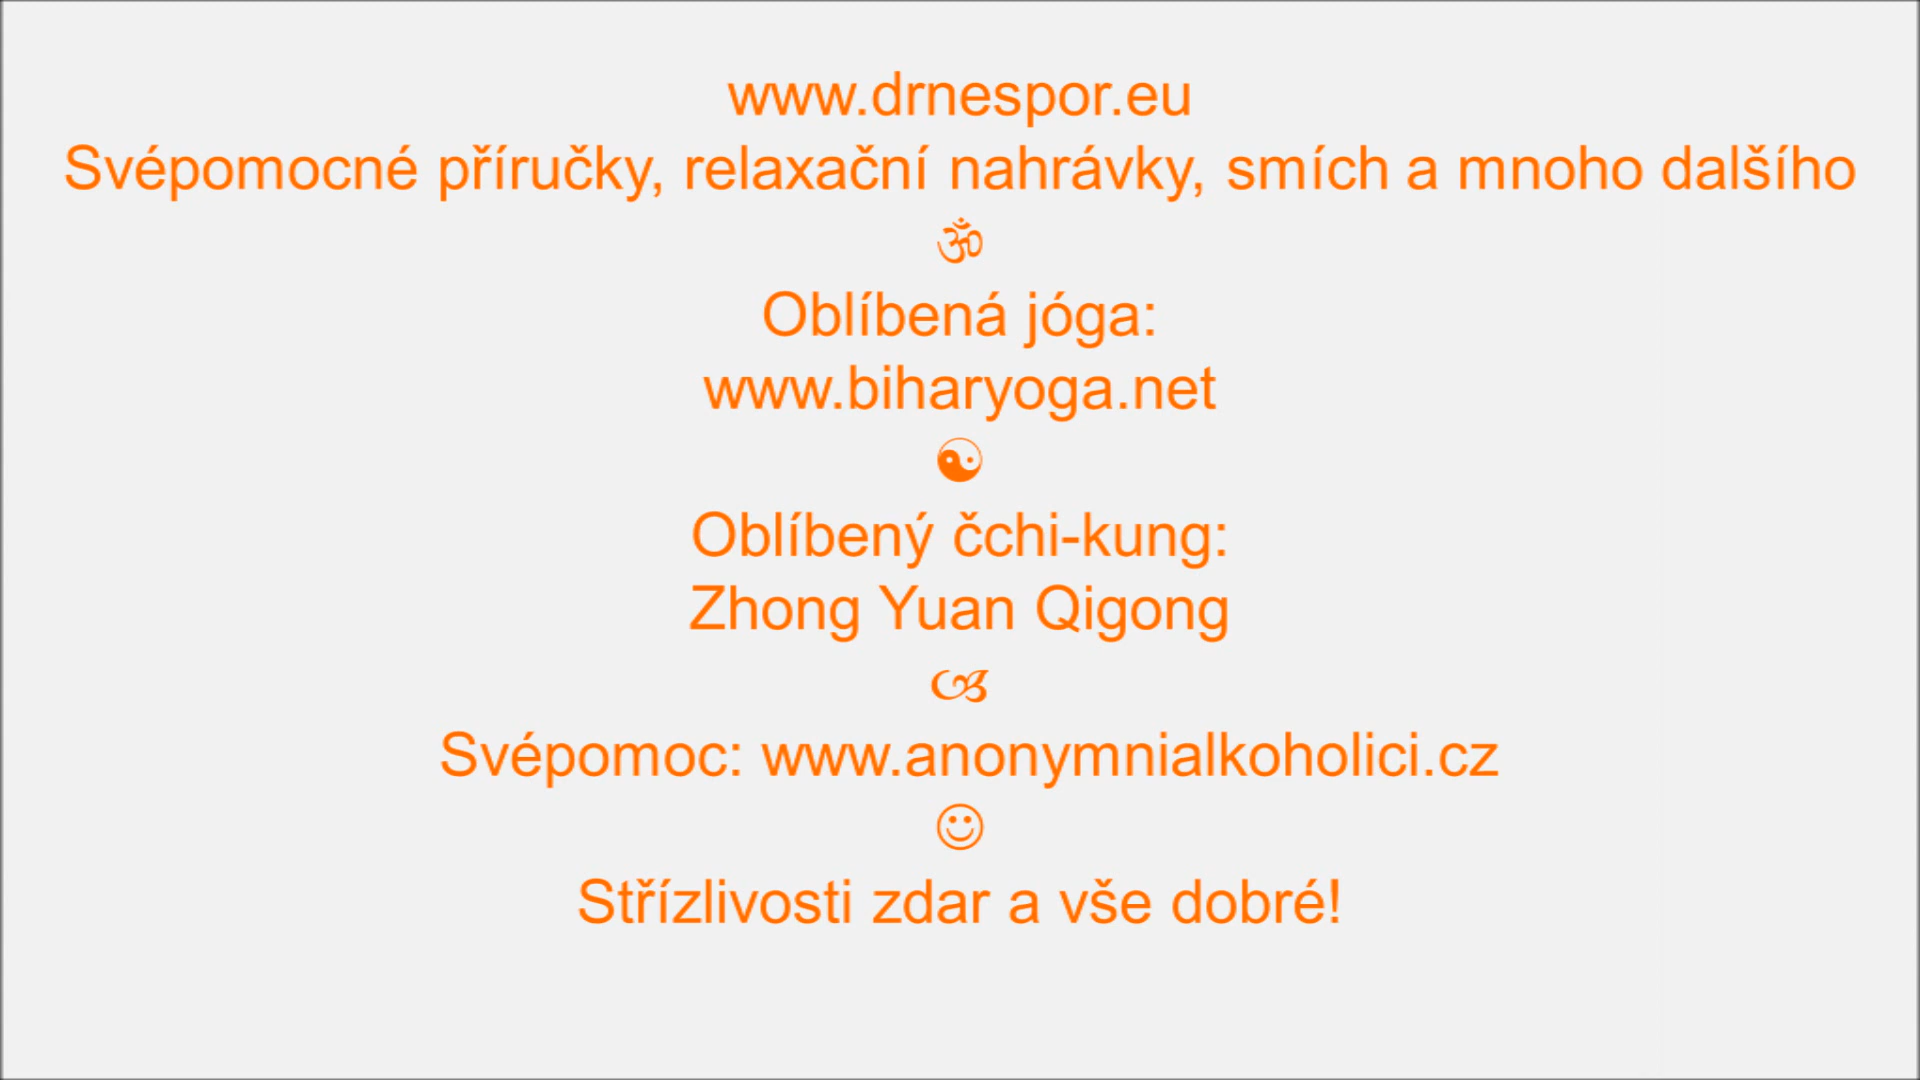 www.drnespor.eu
Svépomocné příručky, relaxační nahrávky, smích a mnoho dalšího
ॐ
Oblíbená jóga:
www.biharyoga.net
☯
Oblíbený čchi-kung:
Zhong Yuan Qigong
🙞
Svépomoc: www.anonymnialkoholici.cz
☺
Střízlivosti zdar a vše dobré!